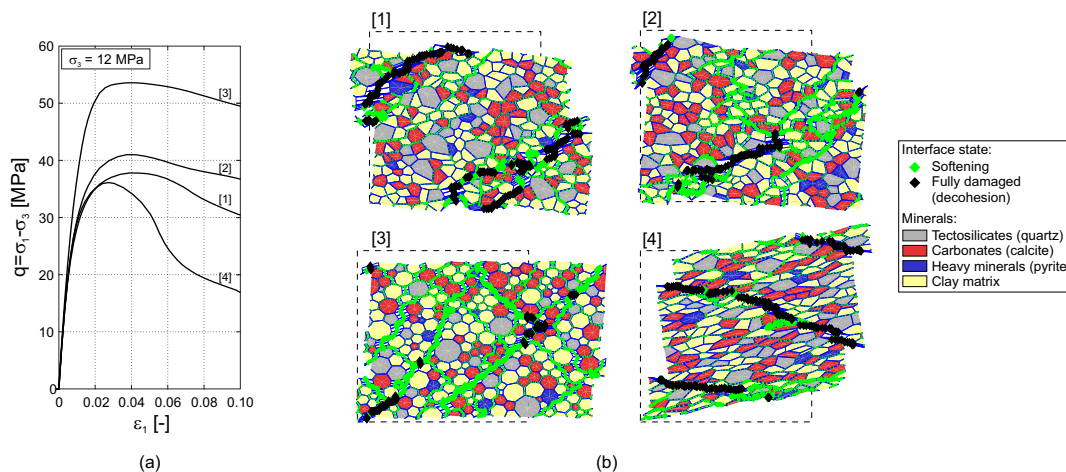 [1]
[2]
60
50
40
30
20
10
0
σ3 = 12 MPa
[3]
[2]
[1]
[4]
q=σ1-σ3 [MPa]
0
0.02
0.04
0.06
0.08
0.10
ε1 [-]
[3]
[4]
Interface state:
Softening
Fully damaged
(decohesion)
Minerals:
Tectosilicates (quartz)
Carbonates (calcite)
Heavy minerals (pyrite
Clay matrix
(a)
(b)